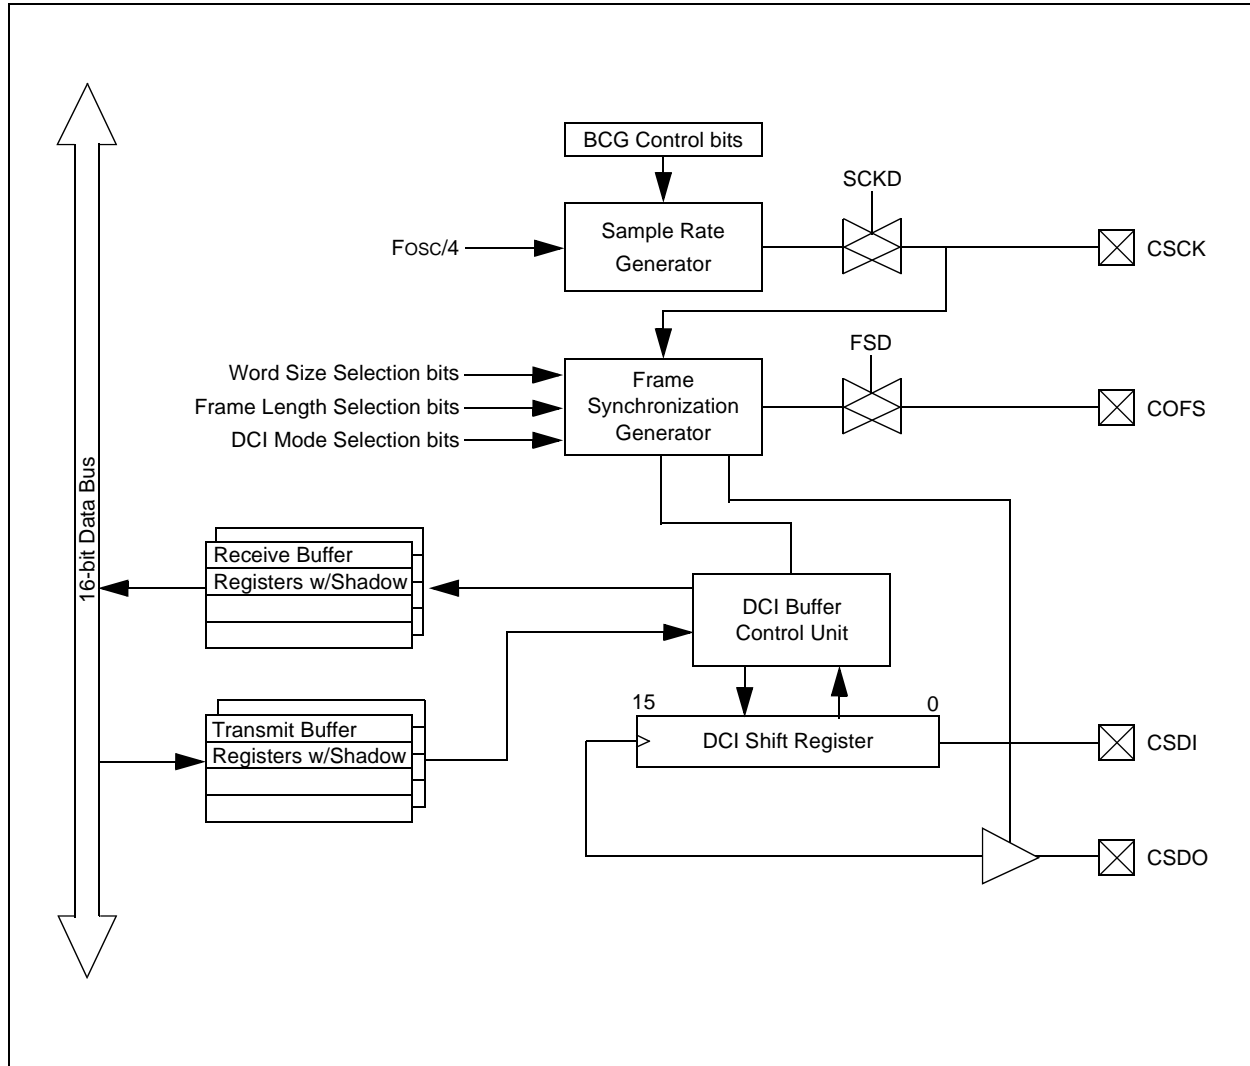 BCG Control bits
SCKD
Sample Rate
Generator
FOSC/4
CSCK
FSD
Word Size Selection bits
Frame Length Selection bits
DCI Mode Selection bits
Frame
Synchronization
Generator
COFS
16-bit Data Bus
Receive Buffer
Registers w/Shadow
DCI Buffer
Control Unit
Transmit Buffer
Registers w/Shadow
15
0
DCI Shift Register
CSDI
CSDO